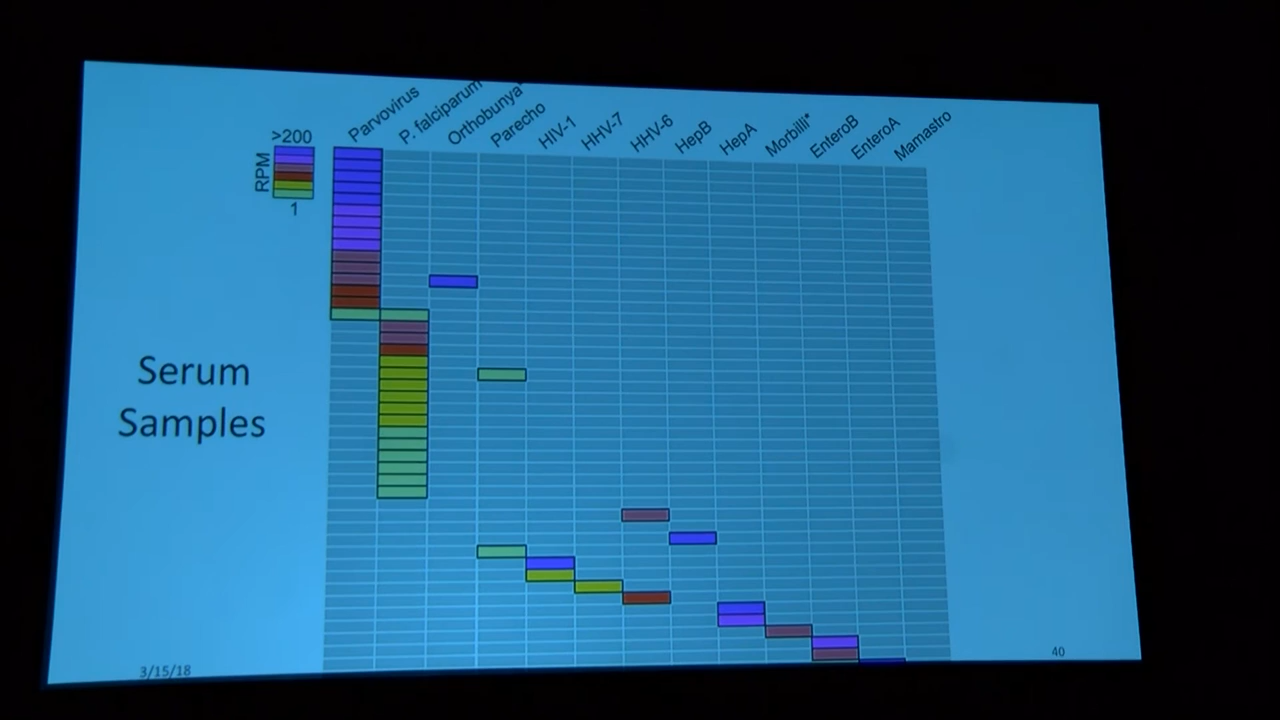 Parvovirus
P. falciparum
Orthobunya*
Parecho
HIV-1
HHV-7
HHV-6
HepB
HepA
Morbilli*
EnteroB
EnteroA
Mamastro
>200
RPM
1
Serum
Samples
3/15/18
40